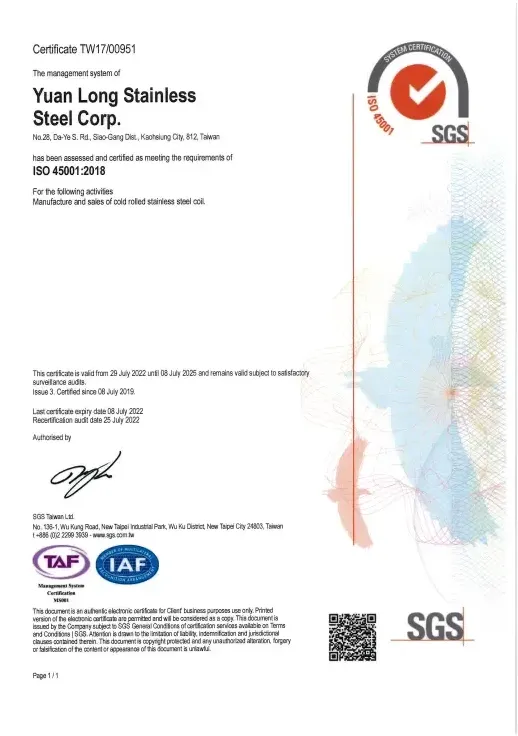 Certificate TW17/00951
The management system of
Yuan Long Stainless
Steel Corp.
No.28, Da-Ye S. Rd., Siao-Gang Dist., Kaohsiung City, 812, Taiwan
has been assessed and certified as meeting the requirements of
ISO 45001:2018
For the following activities
Manufacture and sales of cold rolled stainless steel coil.
SYSTEM CERTIFICATION
ISO 45001
SGS
This certificate is valid from 29 July 2022 until 08 July 2025 and remains valid subject to satisfactory
surveillance audits.
Issue 3. Certified since 08 July 2019.
Last certificate expiry date 08 July 2022
Recertification audit date 25 July 2022
Authorised by
SGS Taiwan Ltd.
No. 136-1, Wu Kung Road, New Taipei Industrial Park, Wu Ku District, New Taipei City 24803, Taiwan
t +886 (0)2 2299 3939 - www.sgs.com.tw
TAF
Management System
Certification
MS001
MEMBER OF MULTILATERAL
IAF
RECOGNITION ARRANGEMENT
This document is an authentic electronic certificate for Client' business purposes use only. Printed
version of the electronic certificate are permitted and will be considered as a copy. This document is
issued by the Company subject to SGS General Conditions of certification services available on Terms
and Conditions | SGS. Attention is drawn to the limitation of liability, indemnification and jurisdictional
clauses contained therein. This document is copyright protected and any unauthorized alteration, forgery
or falsification of the content or appearance of this document is unlawful.
SGS
Page 1 / 1